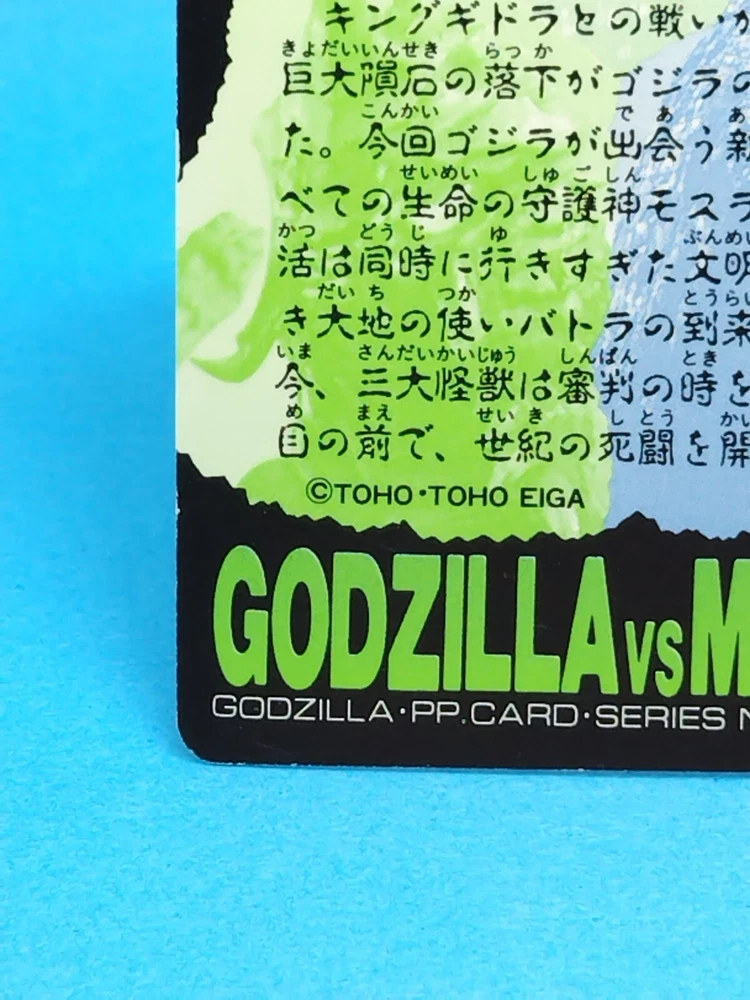 キングギドラとの戦いか
きょだいいんせき らっか
巨大隕石の落下がゴジラの
こんかい であ あ
た。今回ゴジラが出会う新
せいめい しゅごしん
べての生命の守護神モスラ
かつ どうじ ゆ ぶんめい
活は同時に行きすぎた文明
だいち つか とうらい
き大地の使いバトラの到来
いま さんだいかいじゅう しんぱん とき
今、三大怪獣は審判の時を
め まえ せいき しとう かい
目の前で、世紀の死闘を開
©TOHO・TOHO EIGA
GODZILLA VS M
GODZILLA・PP.CARD・SERIES N